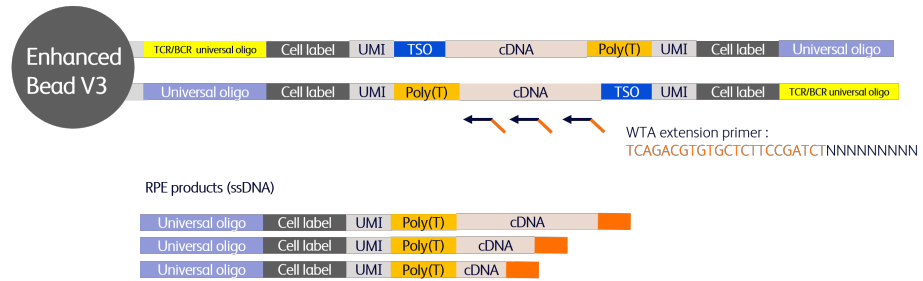 Enhanced
Bead V3
TCR/BCR universal oligo Cell label UMI TSO cDNA Poly(T) UMI Cell label Universal oligo
Universal oligo Cell label UMI Poly(T) cDNA TSO UMI Cell label TCR/BCR universal oligo
WTA extension primer :
TCAGACGTGTGCTCTTCCGATCTNNNNNNNNN
RPE products (ssDNA)
Universal oligo Cell label UMI Poly(T) cDNA
Universal oligo Cell label UMI Poly(T) cDNA
Universal oligo Cell label UMI Poly(T) cDNA